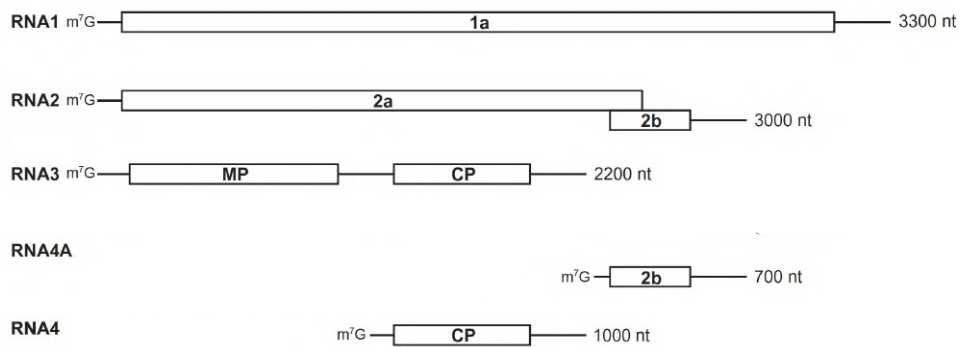 RNA1 m⁷G 1a 3300 nt
RNA2 m⁷G 2a
2b 3000 nt
RNA3 m⁷G MP CP 2200 nt
RNA4A
m⁷G 2b 700 nt
RNA4 m⁷G CP 1000 nt